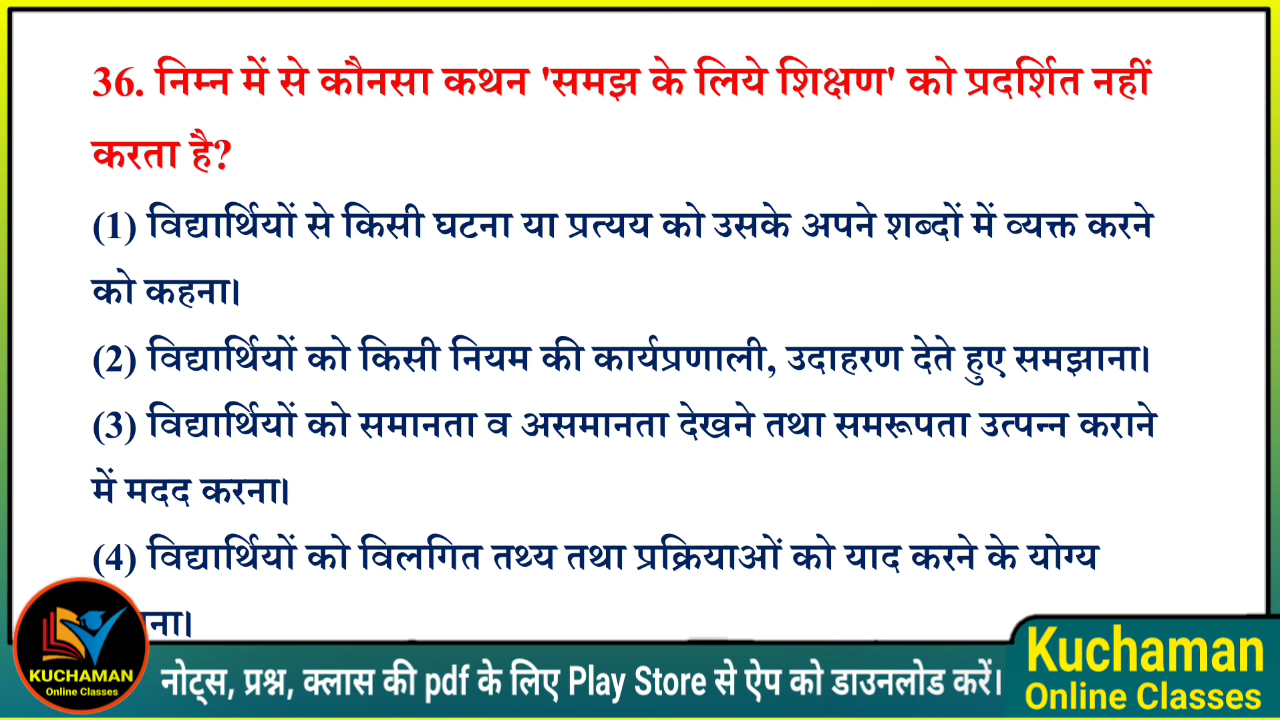 36. निम्न में से कौनसा कथन 'समझ के लिये शिक्षण' को प्रदर्शित नहीं
करता है?
(1) विद्यार्थियों से किसी घटना या प्रत्यय को उसके अपने शब्दों में व्यक्त करने
को कहना।
(2) विद्यार्थियों को किसी नियम की कार्यप्रणाली, उदाहरण देते हुए समझाना।
(3) विद्यार्थियों को समानता व असमानता देखने तथा समरूपता उत्पन्न कराने
में मदद करना।
(4) विद्यार्थियों को विलगित तथ्य तथा प्रक्रियाओं को याद करने के योग्य
KUCHAMAN
Online Classes
नोट्स, प्रश्न, क्लास की pdf के लिए Play Store से ऐप को डाउनलोड करें।
Kuchaman
Online Classes